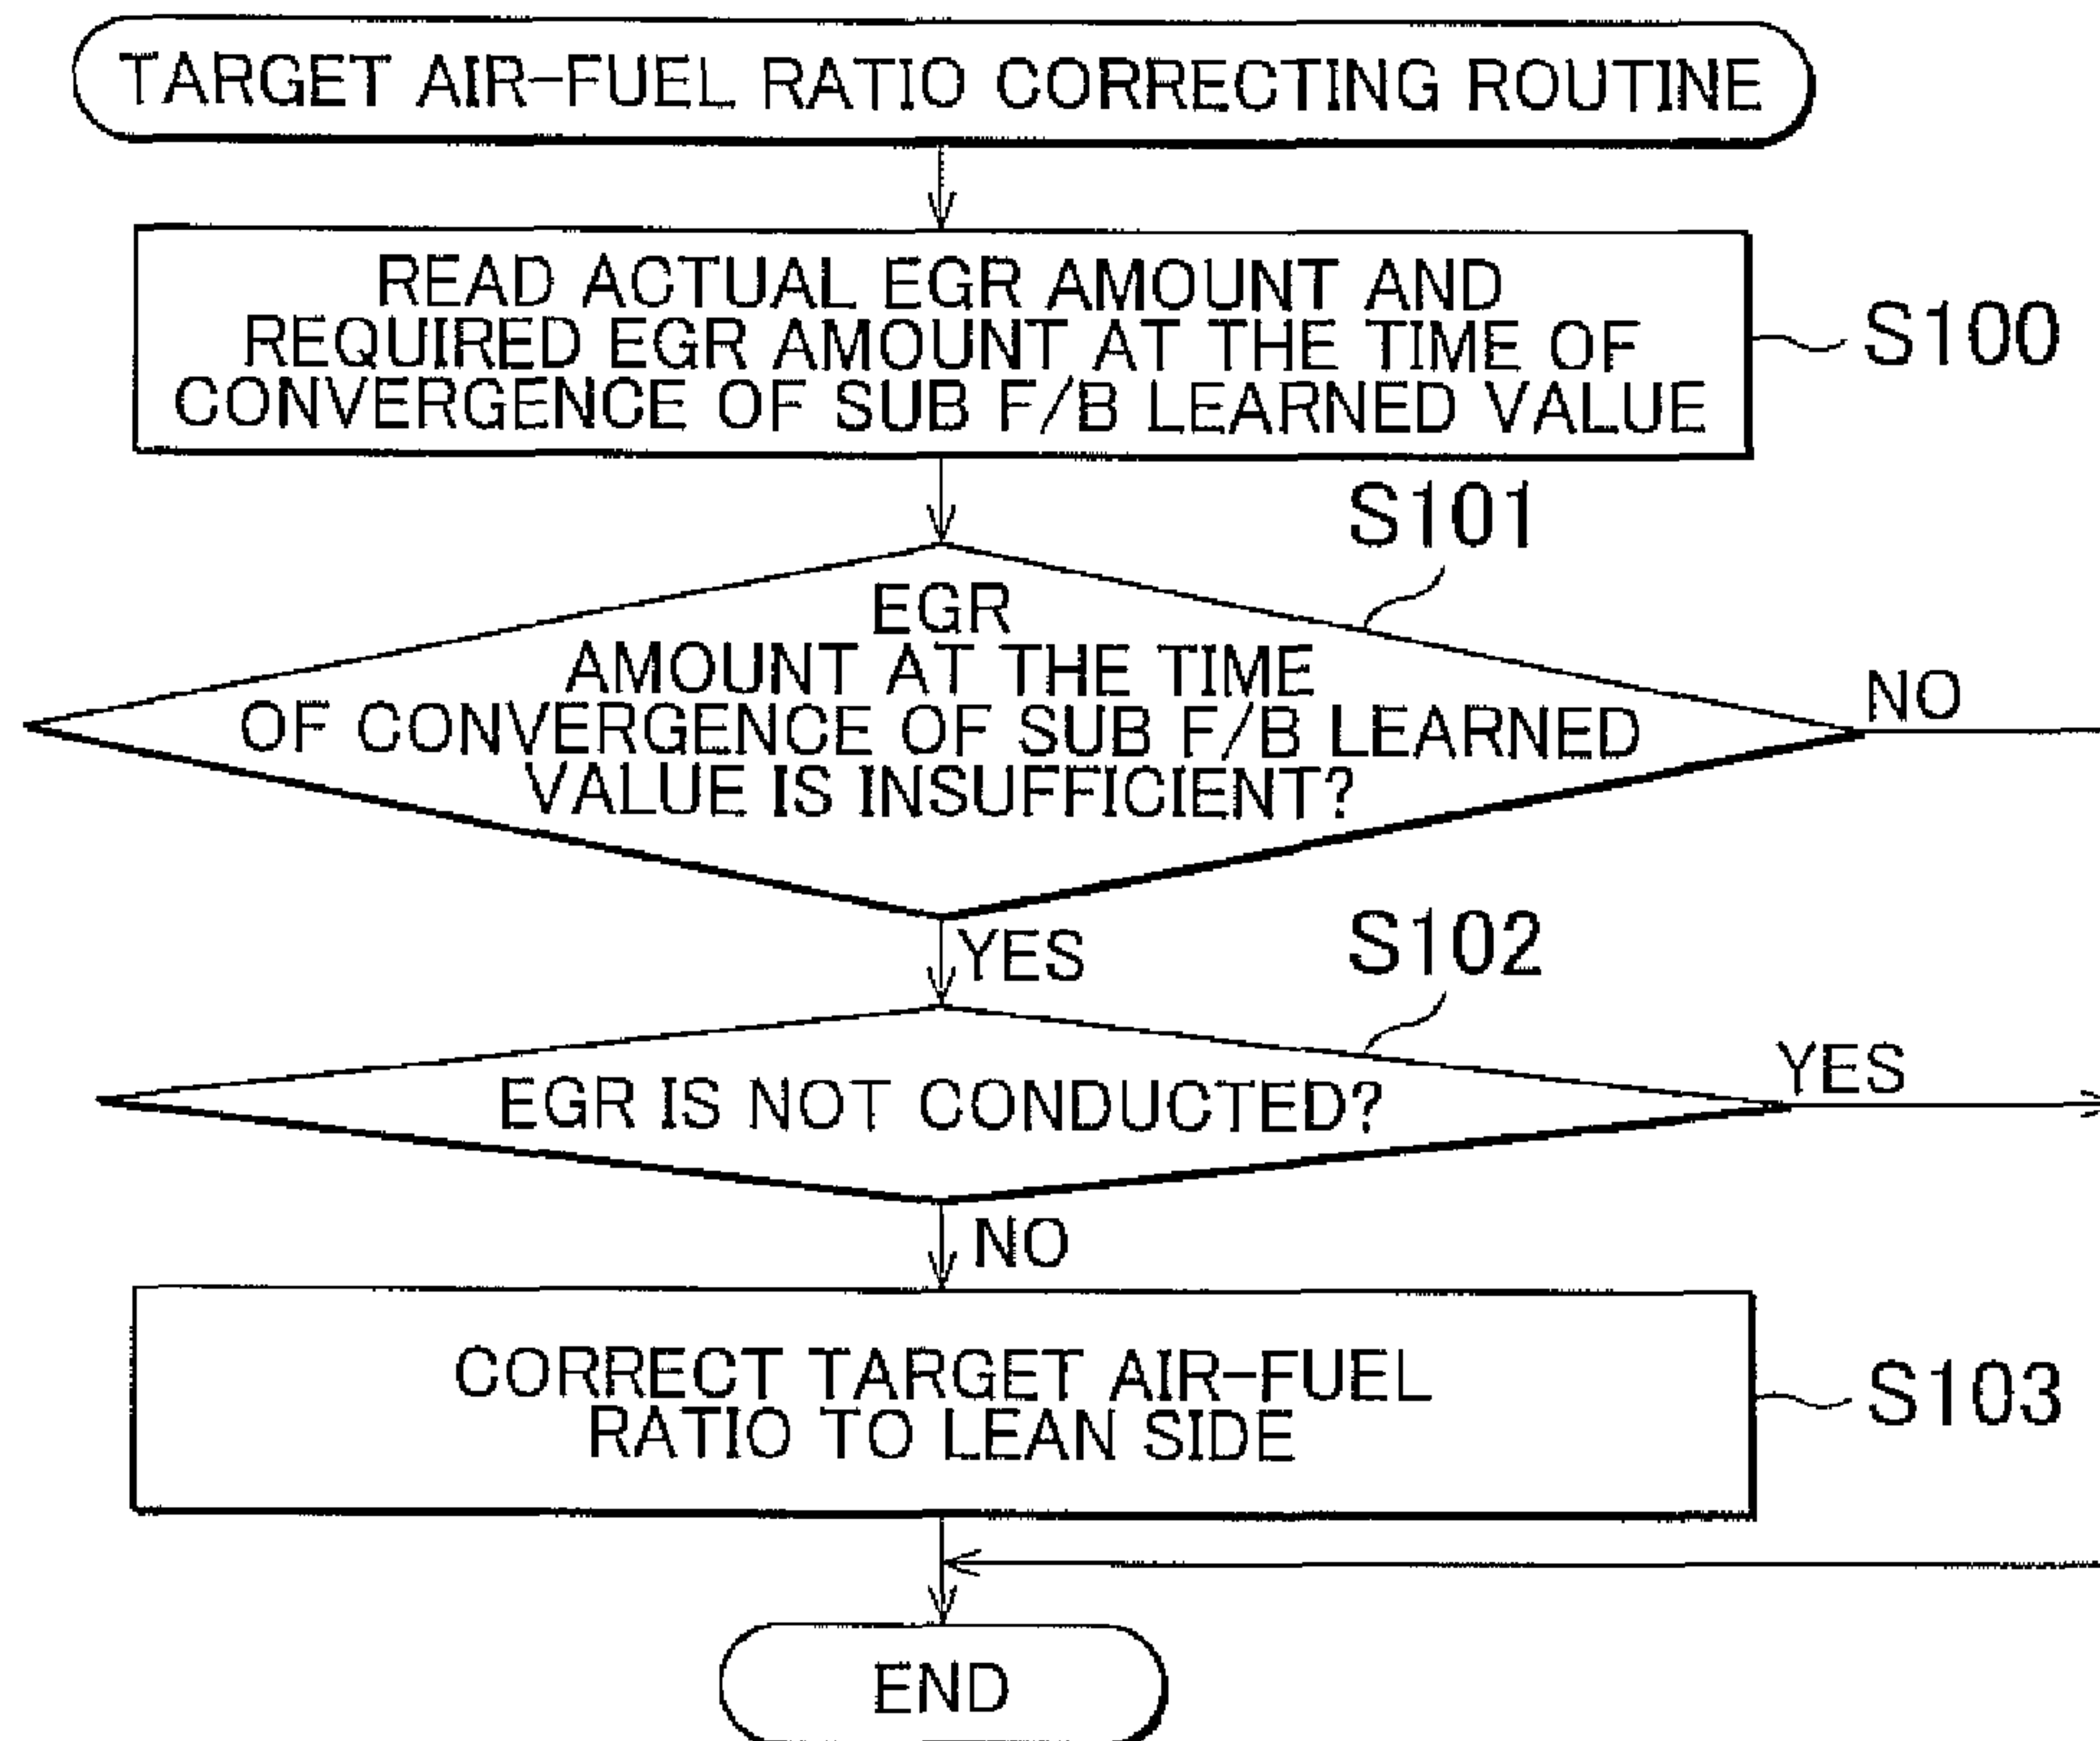 TARGET AIR-FUEL RATIO CORRECTING ROUTINE
READ ACTUAL EGR AMOUNT AND
REQUIRED EGR AMOUNT AT THE TIME OF
CONVERGENCE OF SUB F/B LEARNED VALUE
S100
S101
EGR
AMOUNT AT THE TIME
OF CONVERGENCE OF SUB F/B LEARNED
VALUE IS INSUFFICIENT?
NO
YES
S102
EGR IS NOT CONDUCTED?
YES
NO
CORRECT TARGET AIR-FUEL
RATIO TO LEAN SIDE
S103
END